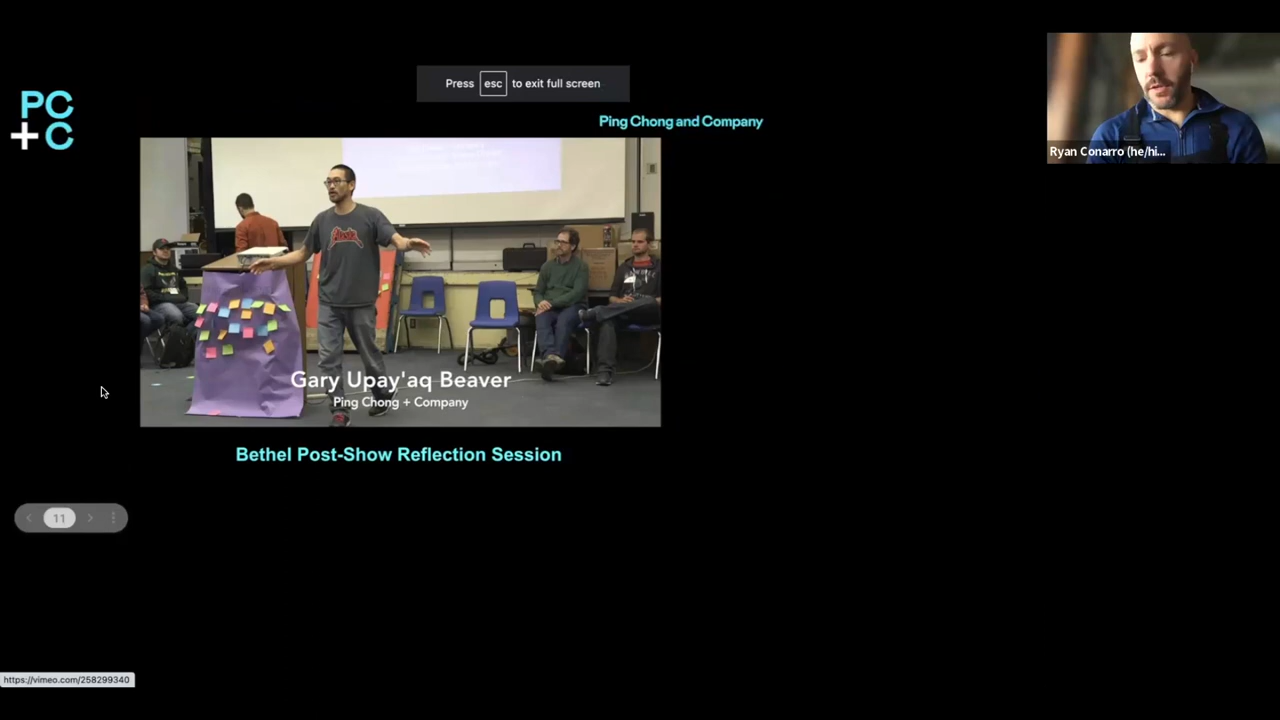 Press esc to exit full screen
PC
+C
Ping Chong and Company
Ryan Conarro (he/hi...
Alaska
Gary Upay'aq Beaver
Ping Chong + Company
Bethel Post-Show Reflection Session
11
https://vimeo.com/258299340